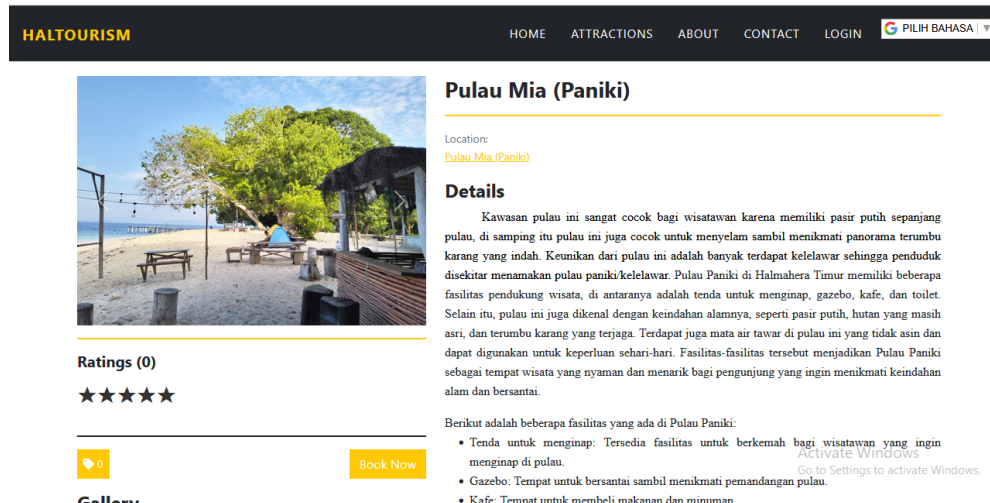 HALTOURISM
HOME ATTRACTIONS ABOUT CONTACT LOGIN PILIH BAHASA
Pulau Mia (Paniki)
Location:
Pulau Mia (Paniki)
Details
Kawasan pulau ini sangat cocok bagi wisatawan karena memiliki pasir putih sepanjang
pulau, di samping itu pulau ini juga cocok untuk menyelam sambil menikmati panorama terumbu
karang yang indah. Keunikan dari pulau ini adalah banyak terdapat kelelawar sehingga penduduk
disekitar menamakan pulau paniki/kelelawar. Pulau Paniki di Halmahera Timur memiliki beberapa
fasilitas pendukung wisata, di antaranya adalah tenda untuk menginap, gazebo, kafe, dan toilet.
Selain itu, pulau ini juga dikenal dengan keindahan alamnya, seperti pasir putih, hutan yang masih
asri, dan terumbu karang yang terjaga. Terdapat juga mata air tawar di pulau ini yang tidak asin dan
dapat digunakan untuk keperluan sehari-hari. Fasilitas-fasilitas tersebut menjadikan Pulau Paniki
sebagai tempat wisata yang nyaman dan menarik bagi pengunjung yang ingin menikmati keindahan
alam dan bersantai.
Berikut adalah beberapa fasilitas yang ada di Pulau Paniki:
• Tenda untuk menginap: Tersedia fasilitas untuk berkemah bagi wisatawan yang ingin
menginap di pulau.
• Gazebo: Tempat untuk bersantai sambil menikmati pemandangan pulau.
• Kafe: Tempat untuk membeli makanan dan minuman.
Ratings (0)
0
Book Now
Gallery
Activate Windows
Go to Settings to activate Windows.